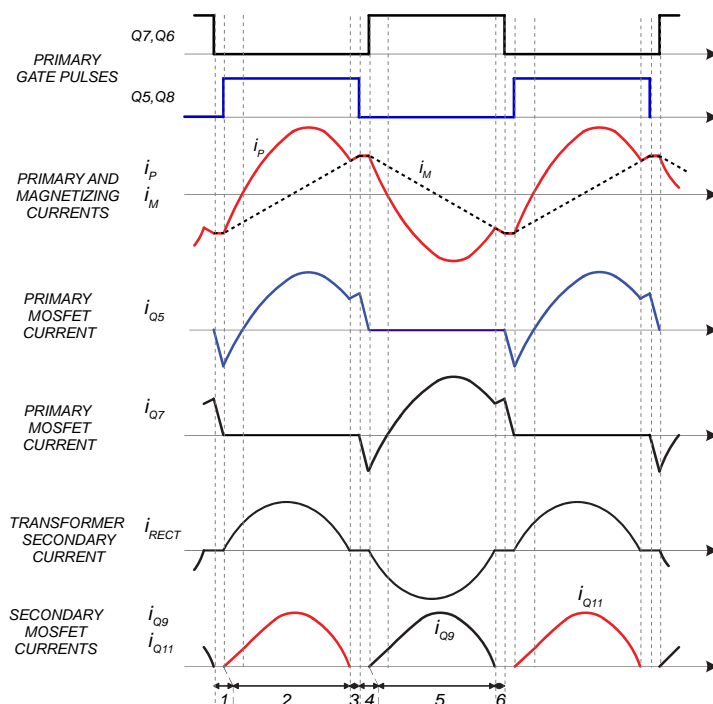 PRIMARY
GATE PULSES
Q7,Q6
Q5,Q8
PRIMARY AND
MAGNETIZING
CURRENTS
iP
iM
iP
iM
PRIMARY
MOSFET
CURRENT
iQ5
PRIMARY
MOSFET
CURRENT
iQ7
TRANSFORMER
SECONDARY
CURRENT
iRECT
SECONDARY
MOSFET
CURRENTS
iQ9
iQ11
iQ9
iQ11
1 2 3 4 5 6